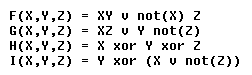 F(X,Y,Z) = XY v not(X) Z
G(X,Y,Z) = XZ v Y not(Z)
H(X,Y,Z) = X xor Y xor Z
I(X,Y,Z) = Y xor (X v not(Z))